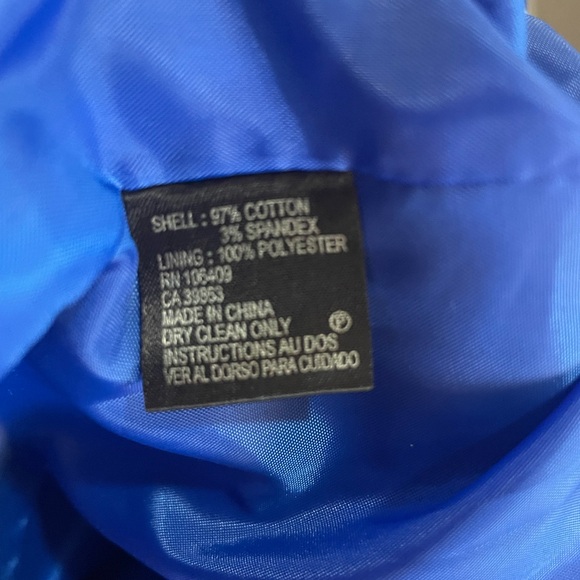 SHELL : 97% COTTON
3% SPANDEX
LINING : 100% POLYESTER
RN 106409
CA 39953
MADE IN CHINA
DRY CLEAN ONLY Ⓟ
INSTRUCTIONS AU DOS
VER AL DORSO PARA CUIDADO